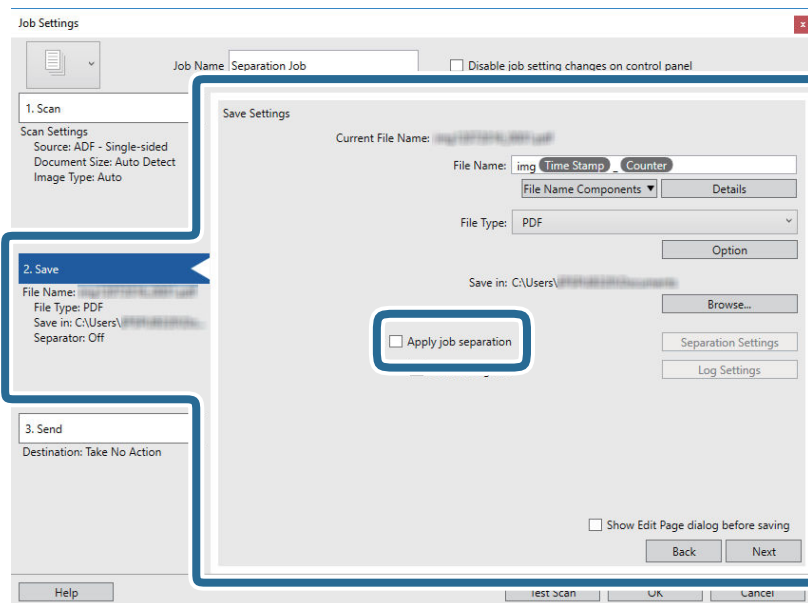 Job Settings
x
Job Name Separation Job
Disable job setting changes on control panel
1. Scan
Scan Settings
Source: ADF - Single-sided
Document Size: Auto Detect
Image Type: Auto
2. Save
File Name:
File Type: PDF
Save in: C:\Users\
Separator: Off
3. Send
Destination: Take No Action
Save Settings
Current File Name:
File Name: img Time Stamp _ Counter
File Name Components ▼ Details
File Type: PDF
Option
Save in: C:\Users\
Browse...
Apply job separation Separation Settings
Log Settings
Show Edit Page dialog before saving
Back Next
Help Test Scan OK Cancel